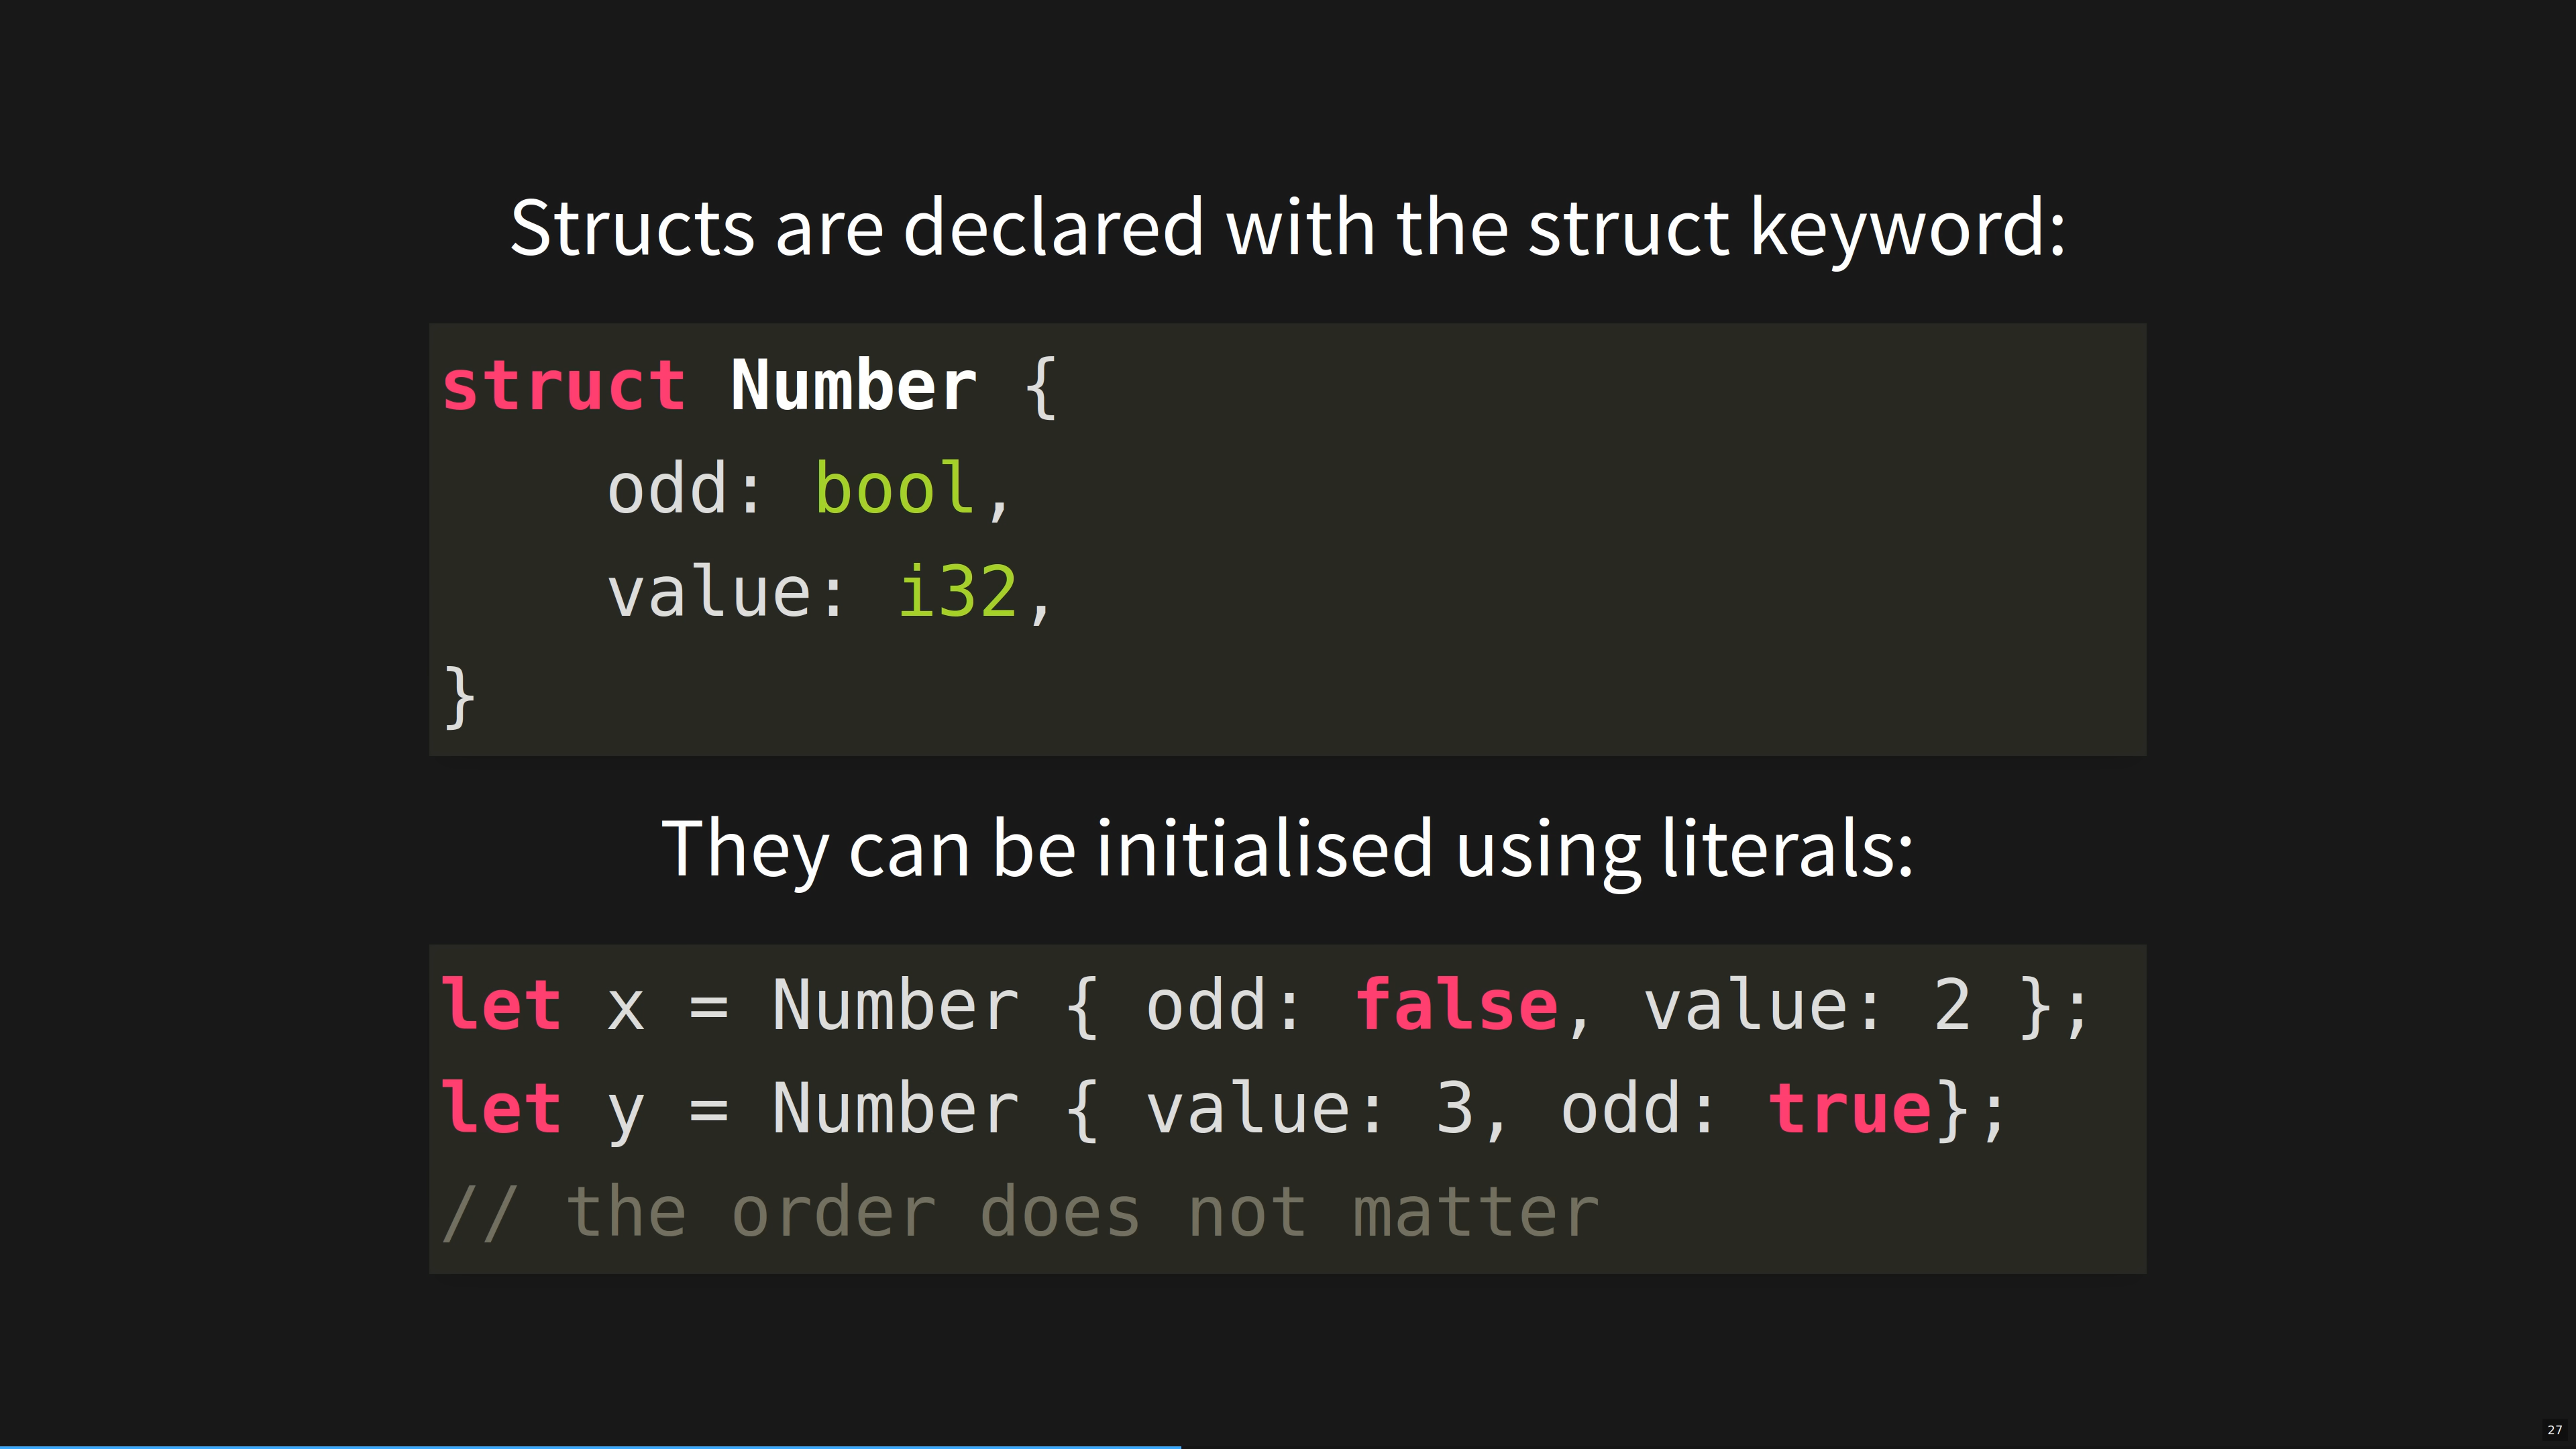 Structs are declared with the struct keyword:
struct Number {
    odd: bool,
    value: i32,
}
They can be initialised using literals:
let x = Number { odd: false, value: 2 };
let y = Number { value: 3, odd: true};
// the order does not matter
27